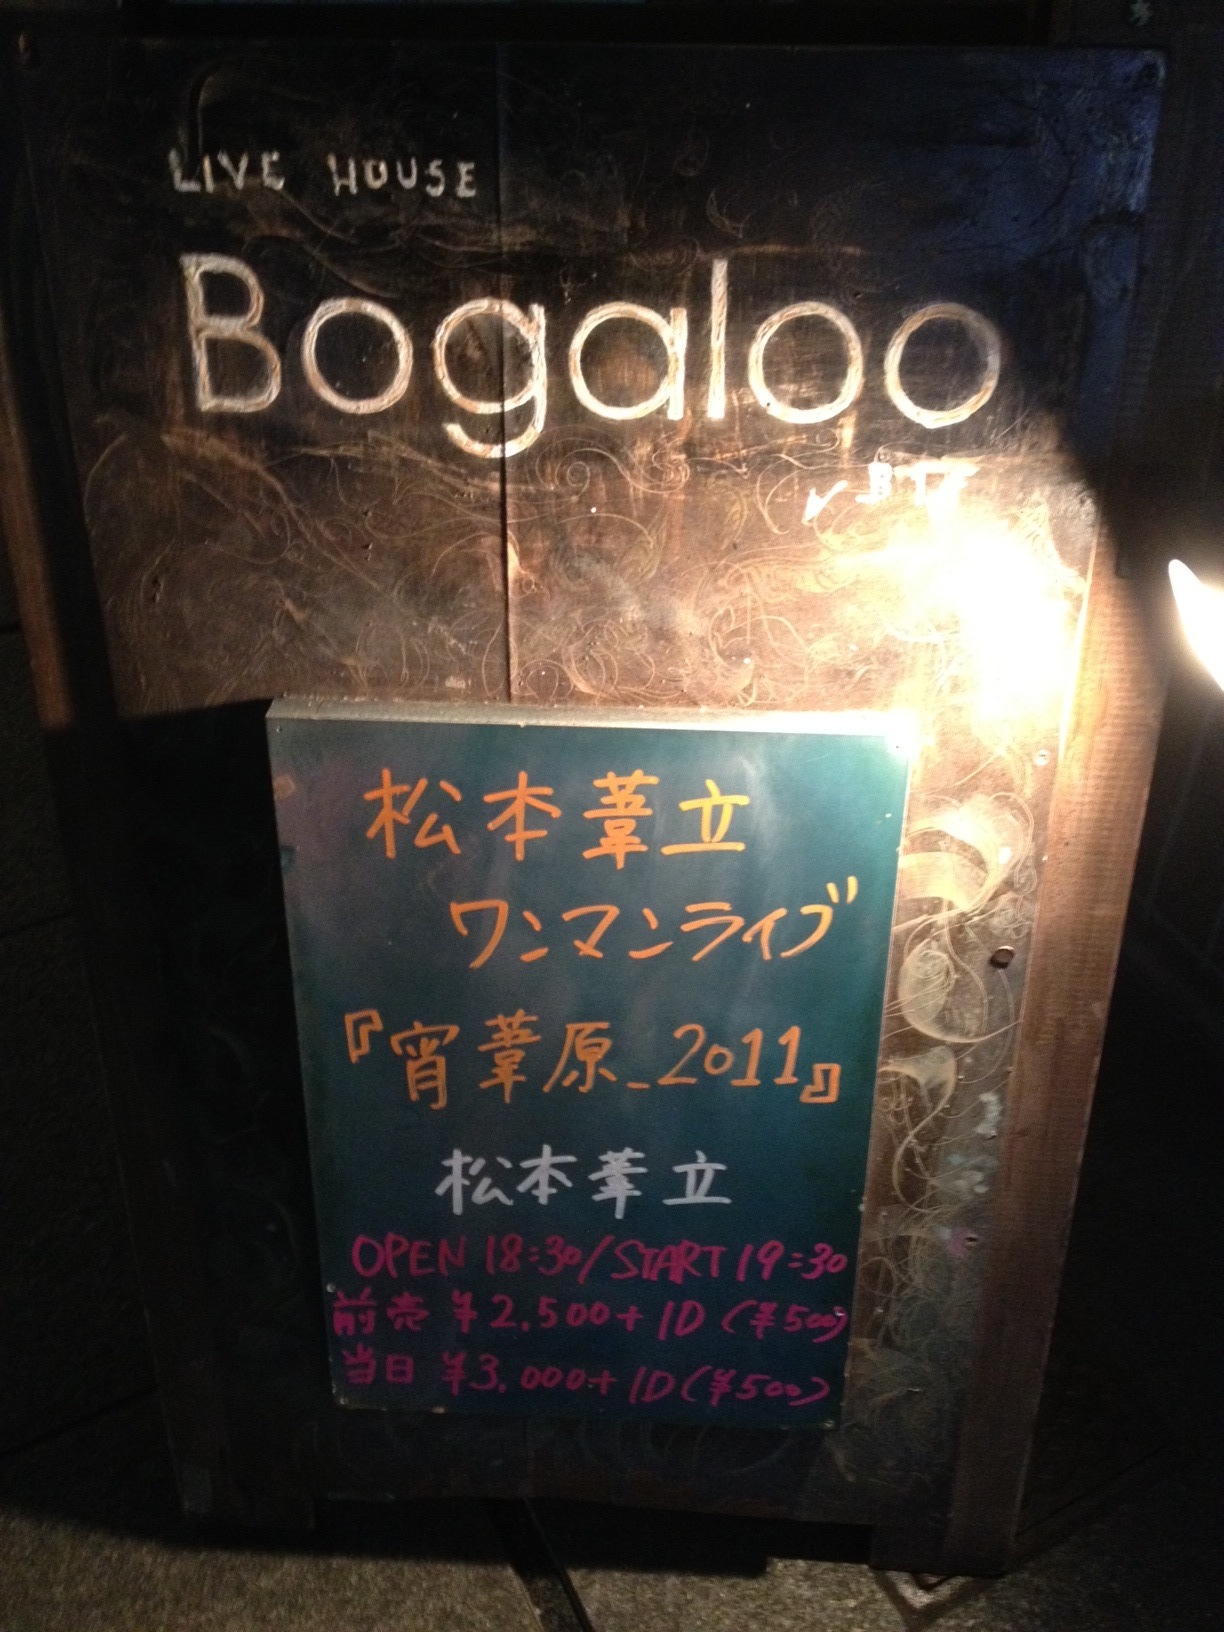 LIVE HOUSE
Bogaloo
松本葦立
ワンマンライブ
『宵葦原_2011』
松本葦立
OPEN 18:30/START 19:30
前売 ¥2,500+1D(¥500)
当日 ¥3,000+1D(¥500)